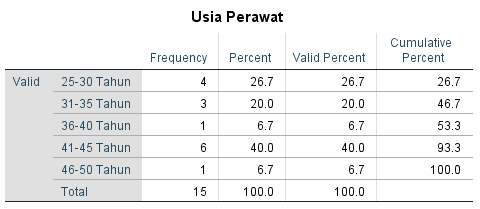 Usia Perawat
Frequency Percent Valid Percent Cumulative Percent
Valid 25-30 Tahun 4 26.7 26.7 26.7
31-35 Tahun 3 20.0 20.0 46.7
36-40 Tahun 1 6.7 6.7 53.3
41-45 Tahun 6 40.0 40.0 93.3
46-50 Tahun 1 6.7 6.7 100.0
Total 15 100.0 100.0